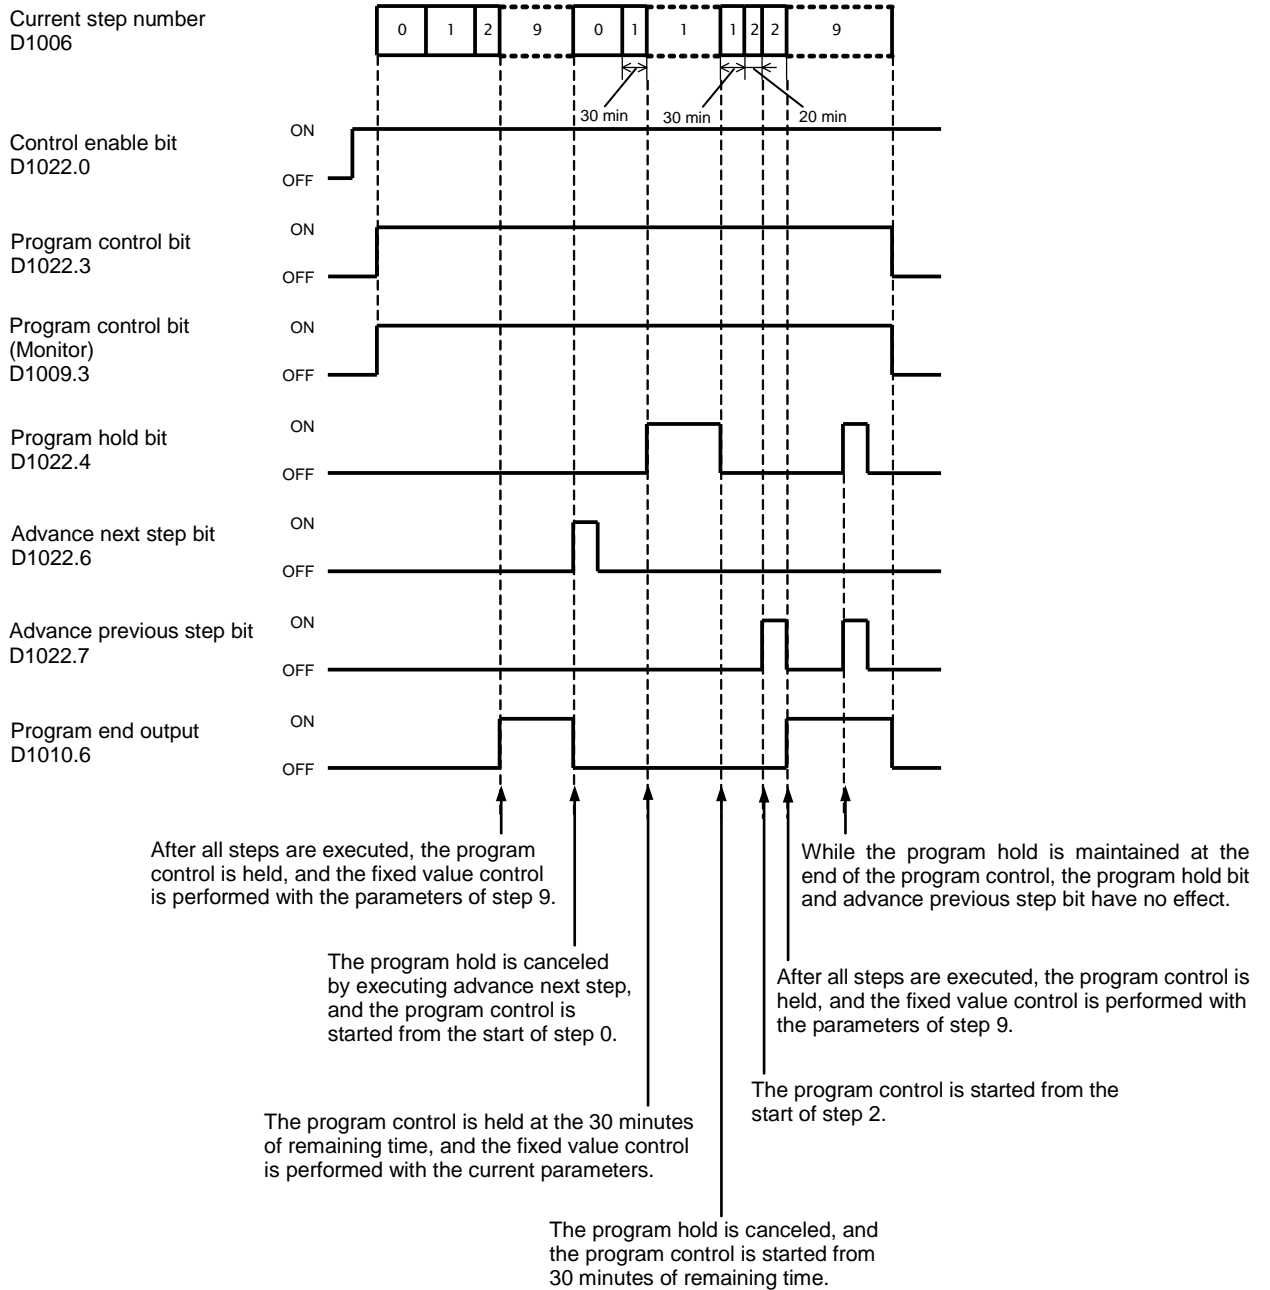 Current step number
D1006
0 1 2 9 0 1 1 1 2 2 9
30 min 30 min 20 min
Control enable bit
D1022.0
ON
OFF
Program control bit
D1022.3
ON
OFF
Program control bit
(Monitor)
D1009.3
ON
OFF
Program hold bit
D1022.4
ON
OFF
Advance next step bit
D1022.6
ON
OFF
Advance previous step bit
D1022.7
ON
OFF
Program end output
D1010.6
ON
OFF
After all steps are executed, the program
control is held, and the fixed value control
is performed with the parameters of step 9.
While the program hold is maintained at the
end of the program control, the program hold bit
and advance previous step bit have no effect.
The program hold is canceled
by executing advance next step,
and the program control is
started from the start of step 0.
After all steps are executed, the program control is
held, and the fixed value control is performed with
the parameters of step 9.
The program control is started from the
start of step 2.
The program control is held at the 30 minutes
of remaining time, and the fixed value control
is performed with the current parameters.
The program hold is canceled, and
the program control is started from
30 minutes of remaining time.